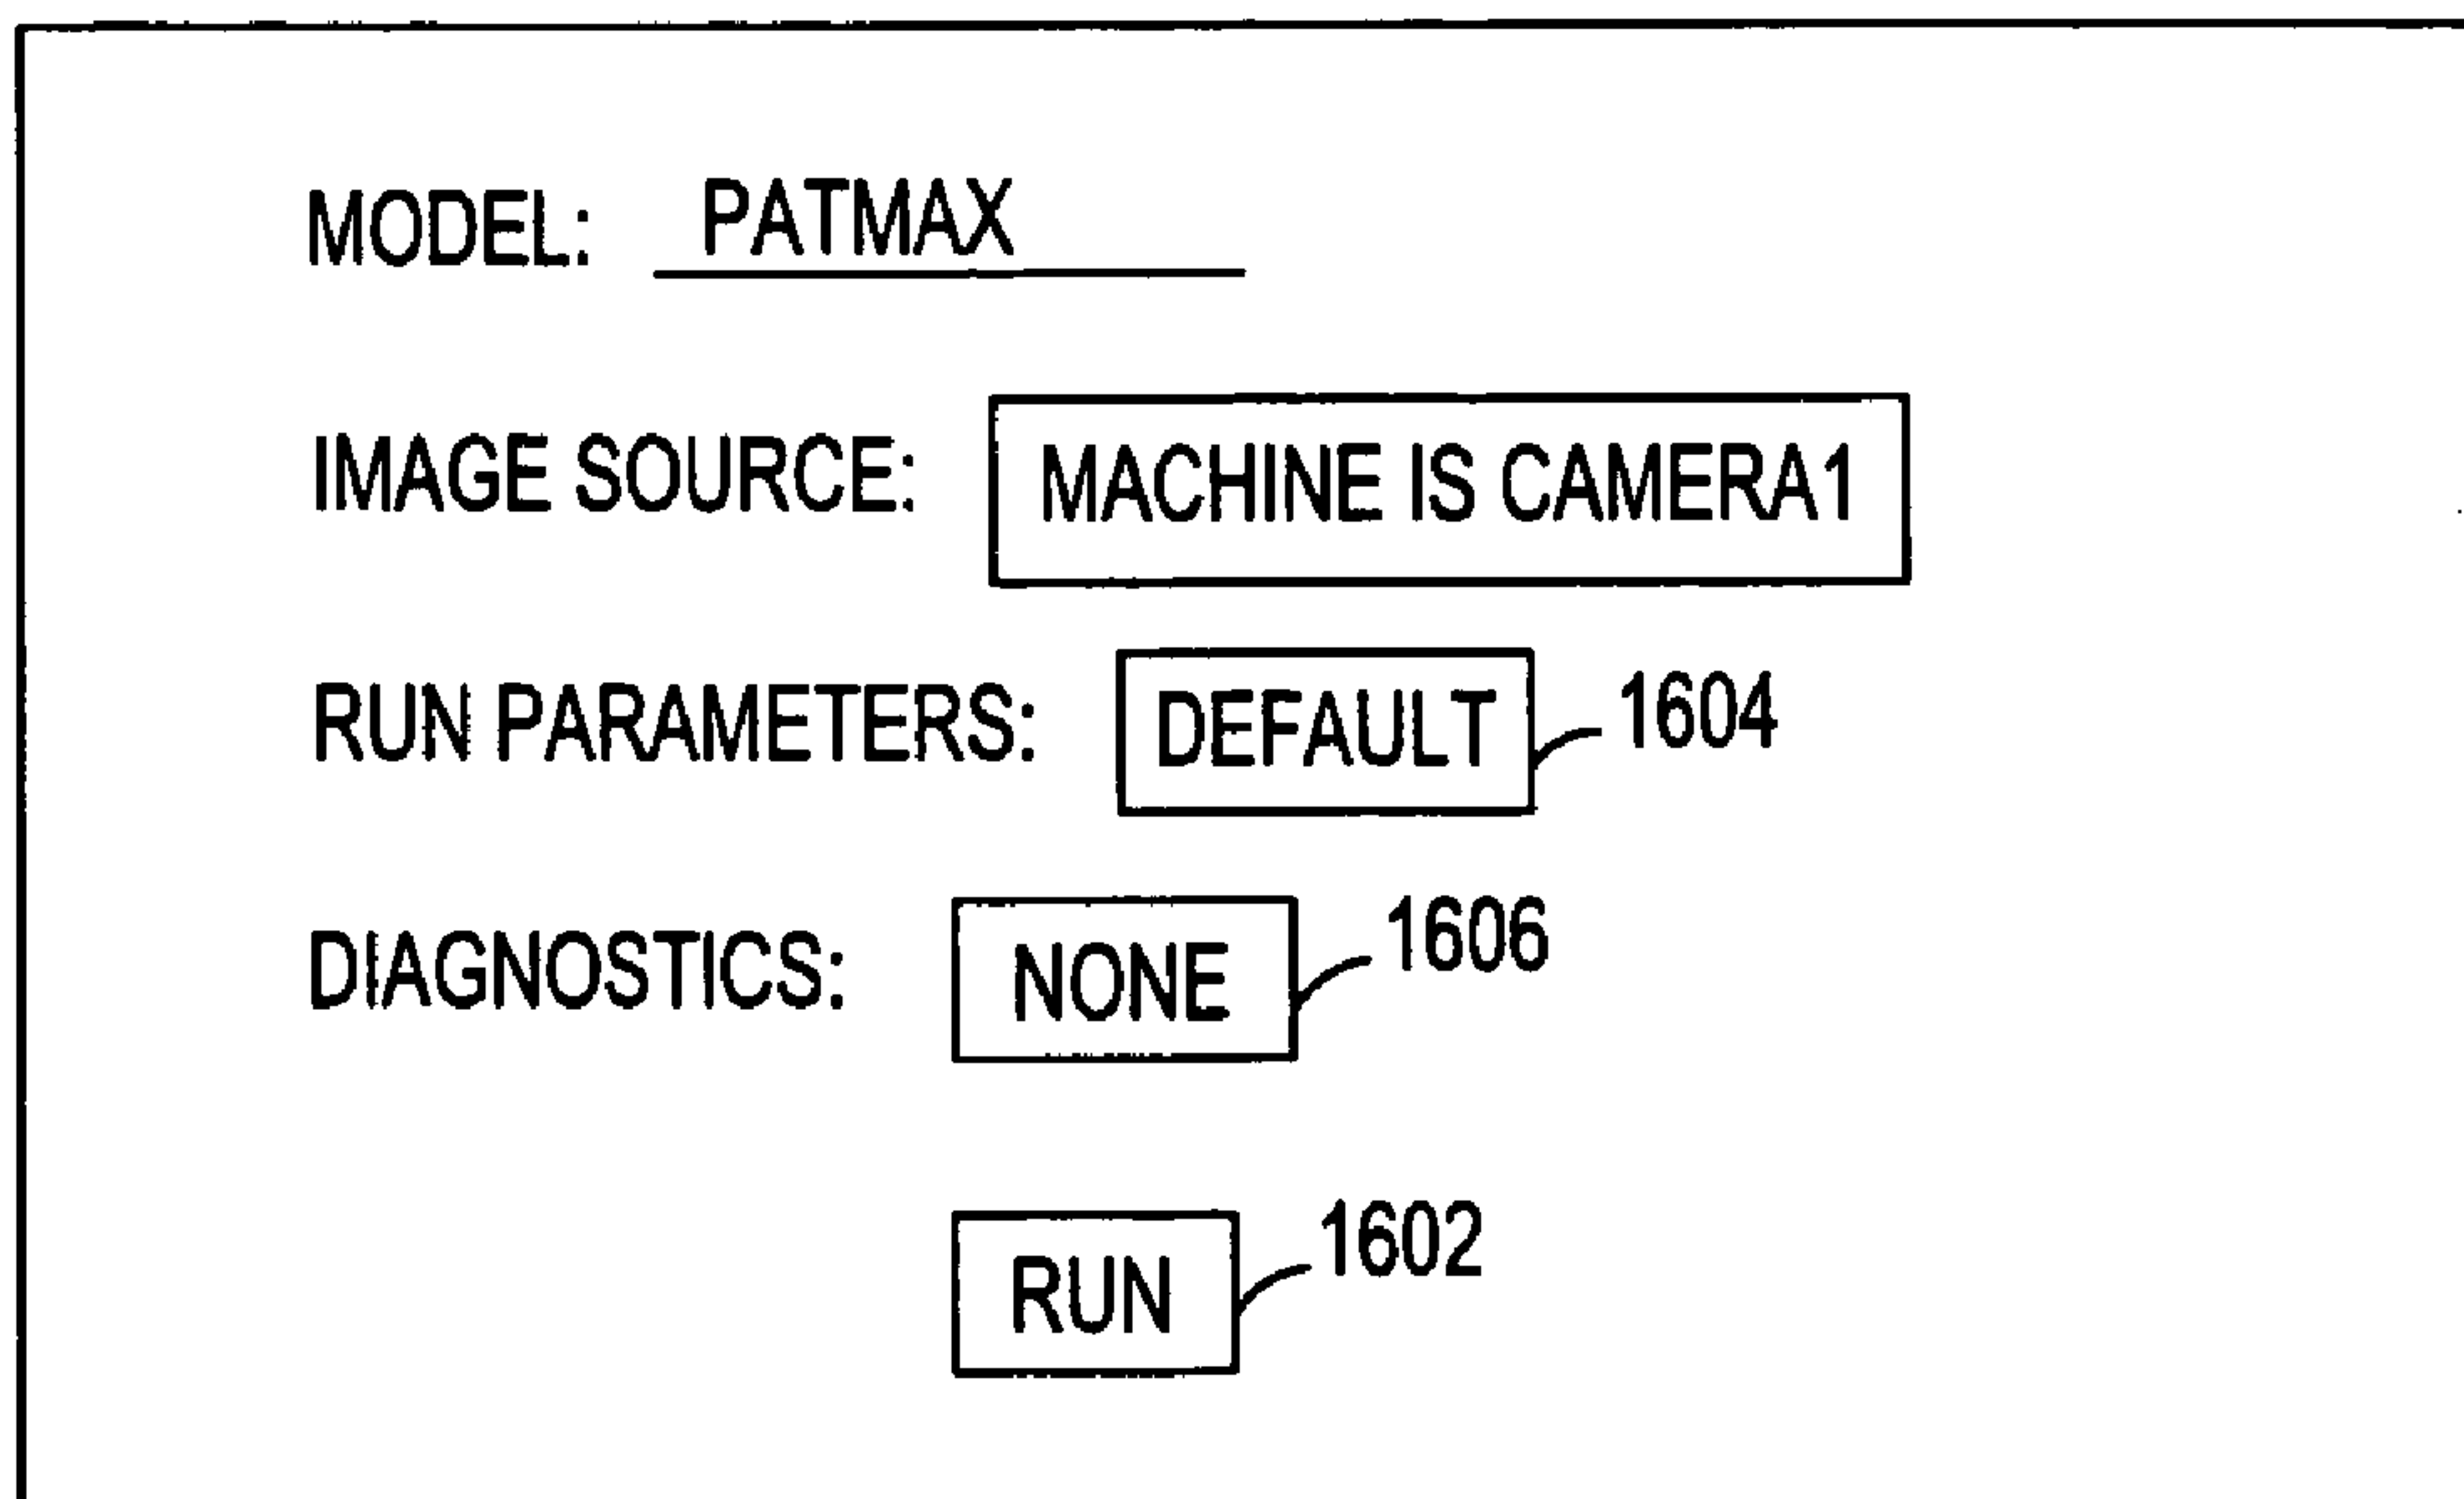 MODEL: PATMAX
IMAGE SOURCE: MACHINE IS CAMERA1
RUN PARAMETERS: DEFAULT 1604
DIAGNOSTICS: NONE 1606
RUN 1602